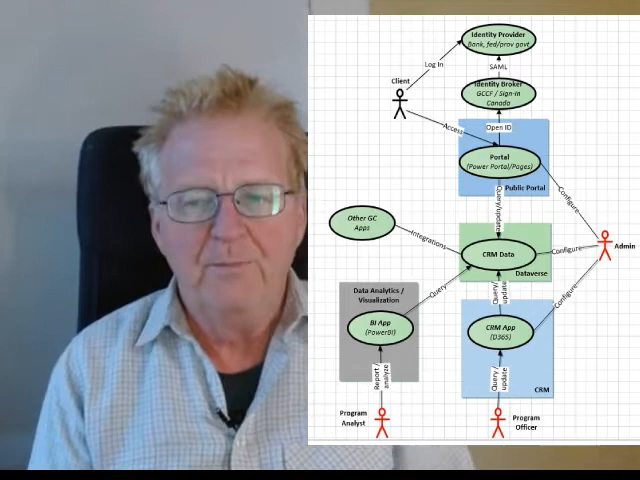 Identity Provider
Bank, fed/prov govt
Log In
SAML
Client
Identity Broker
GCCF / Sign-In
Canada
Access
Open ID
Portal
(Power Portal/Pages)
Public Portal
Configure
Query/update
Other GC
Apps
Integrations
CRM Data
Configure
Admin
Dataverse
Data Analytics /
Visualization
Query
Query/
update
Configure
BI App
(PowerBI)
CRM App
(D365)
Report /
analyze
Query /
update
CRM
Program
Analyst
Program
Officer